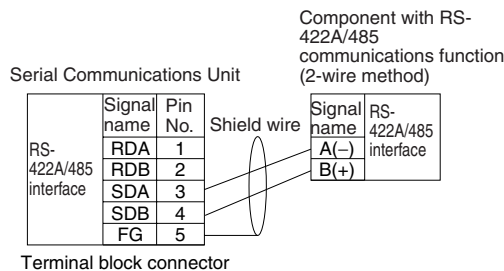 Component with RS-
422A/485
communications function
(2-wire method)
Serial Communications Unit
Signal name Pin No.
Shield wire
RS-
422A/485
interface
RDA 1
RDB 2
SDA 3
SDB 4
FG 5
Signal name
A(−)
B(+)
RS-
422A/485
interface
Terminal block connector